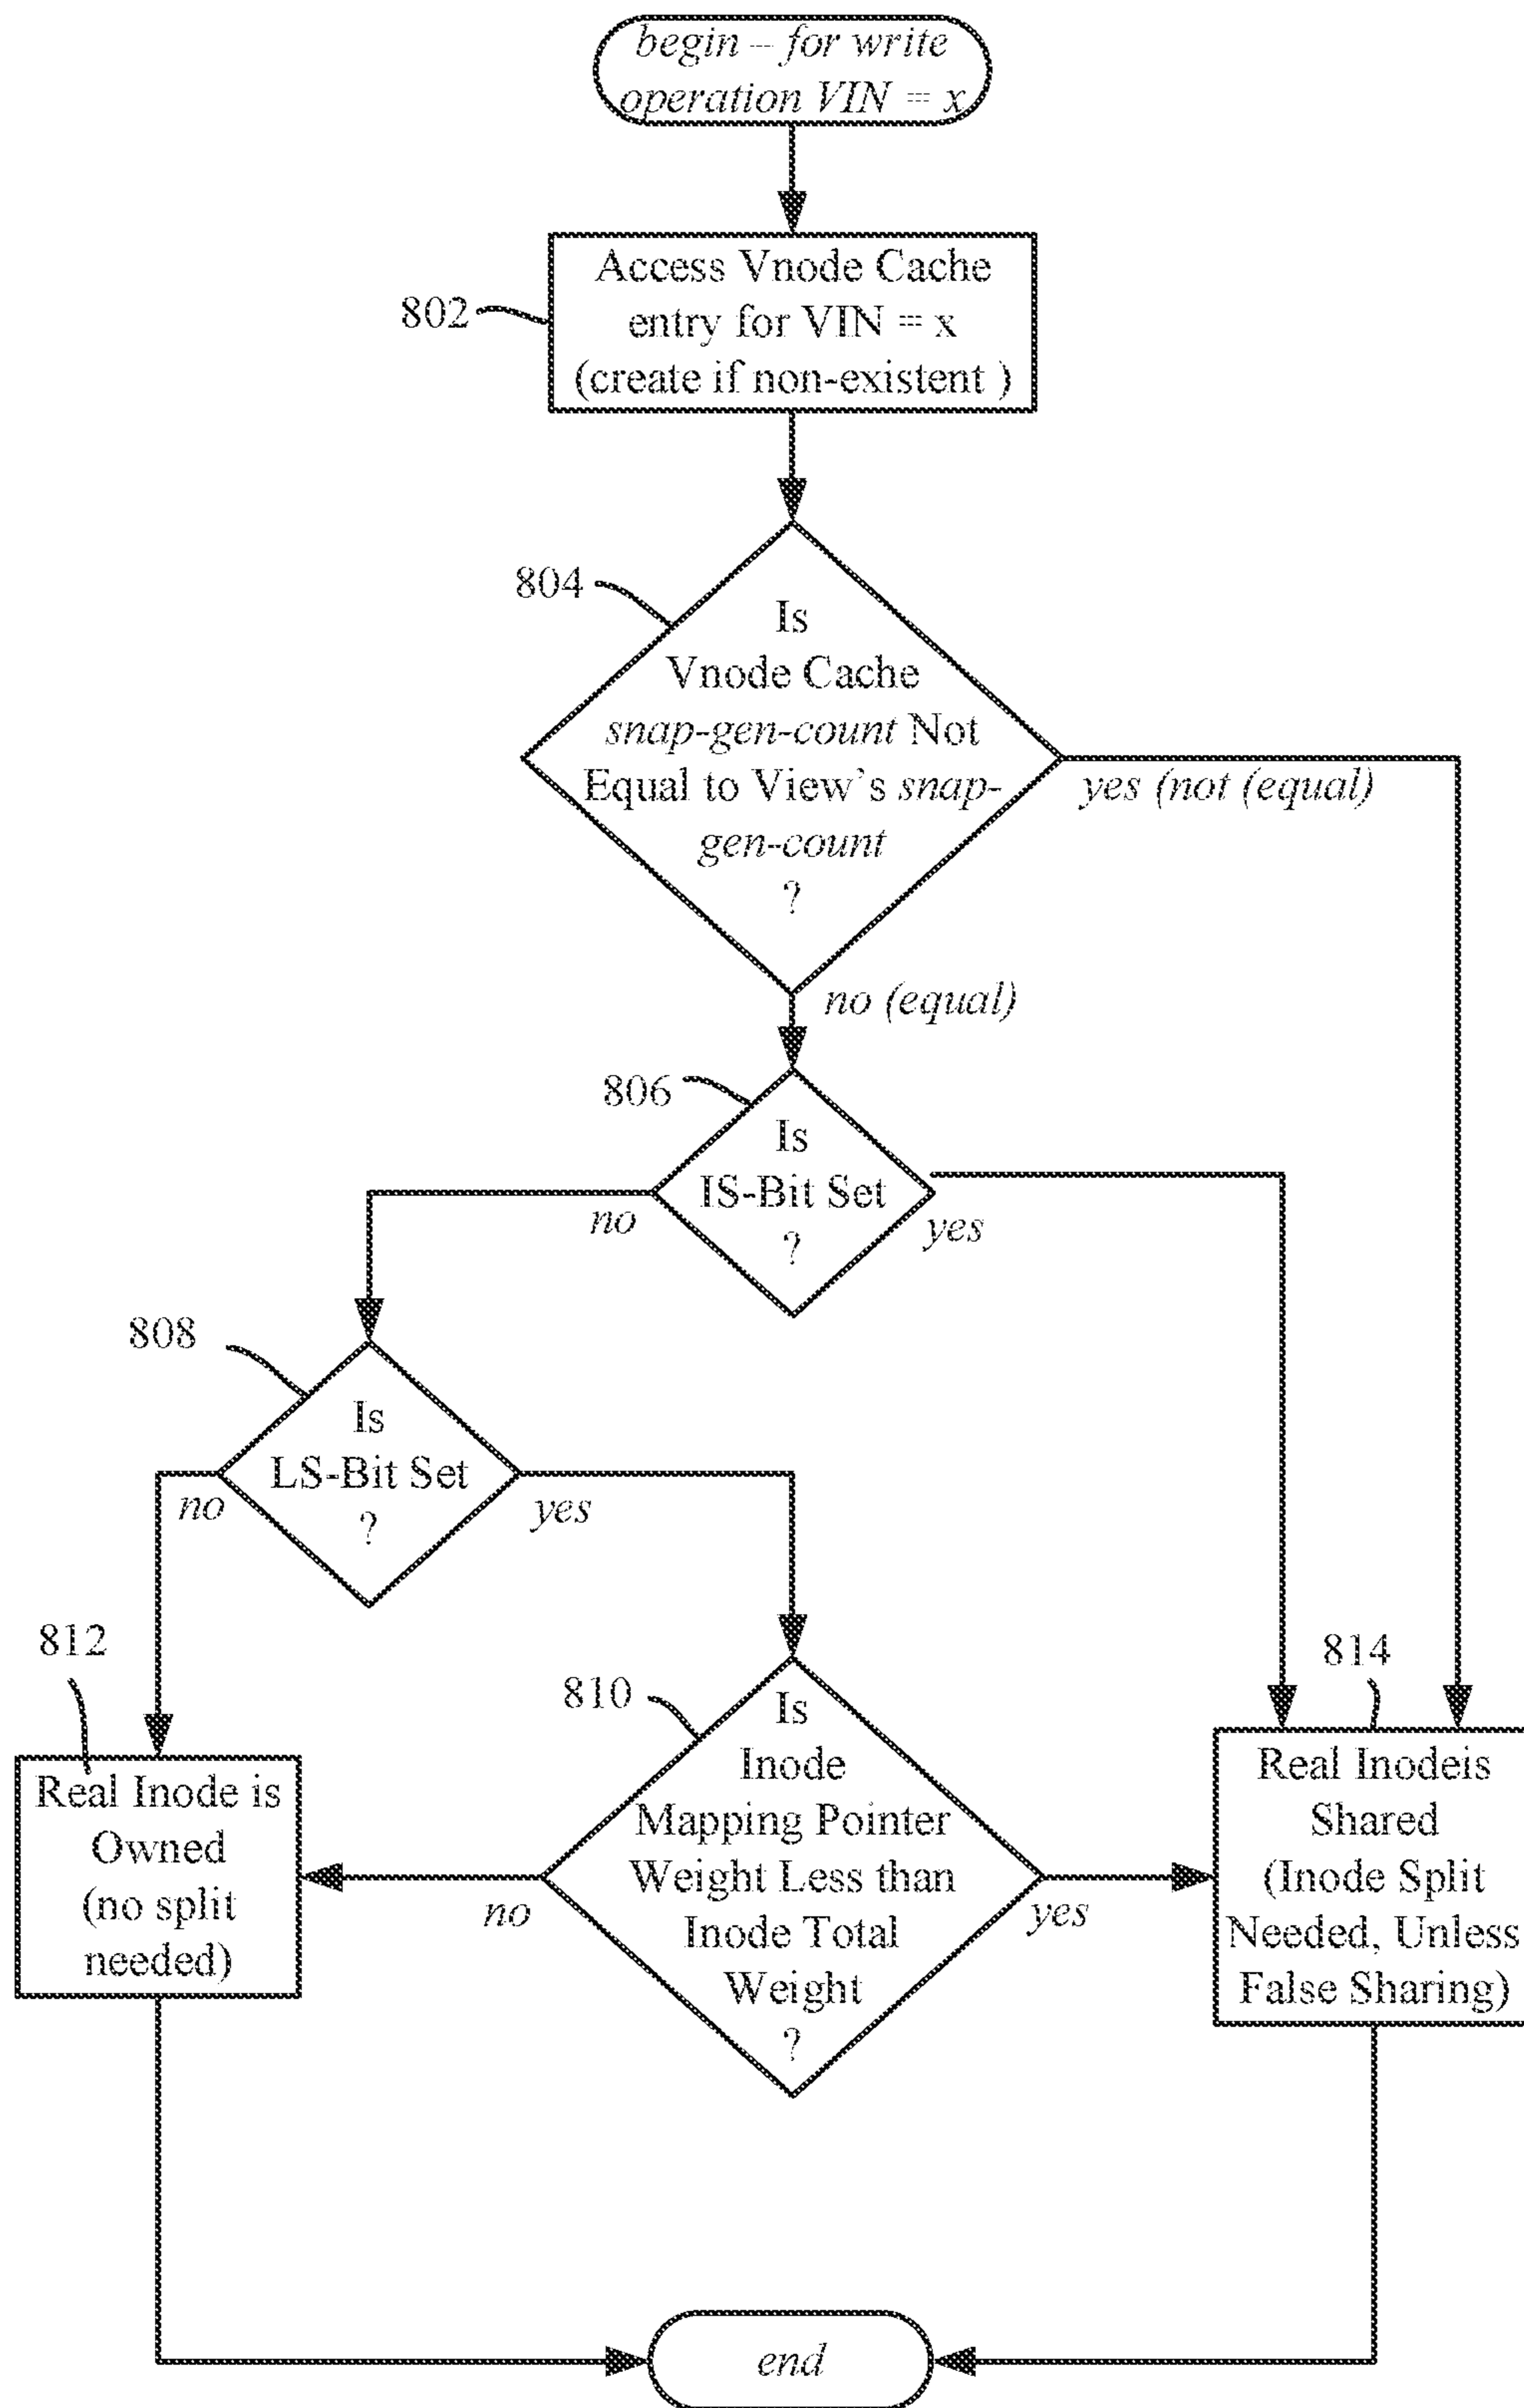 begin – for write
operation VIN = x
802
Access Vnode Cache
entry for VIN = x
(create if non-existent )
804
Is
Vnode Cache
snap-gen-count Not
Equal to View's snap-
gen-count
?
yes (not (equal)
no (equal)
806
Is
IS-Bit Set
?
no
yes
808
Is
LS-Bit Set
?
no
yes
812
Real Inode is
Owned
(no split
needed)
810
Is
Inode
Mapping Pointer
Weight Less than
Inode Total
Weight
?
no
yes
814
Real Inodeis
Shared
(Inode Split
Needed, Unless
False Sharing)
end